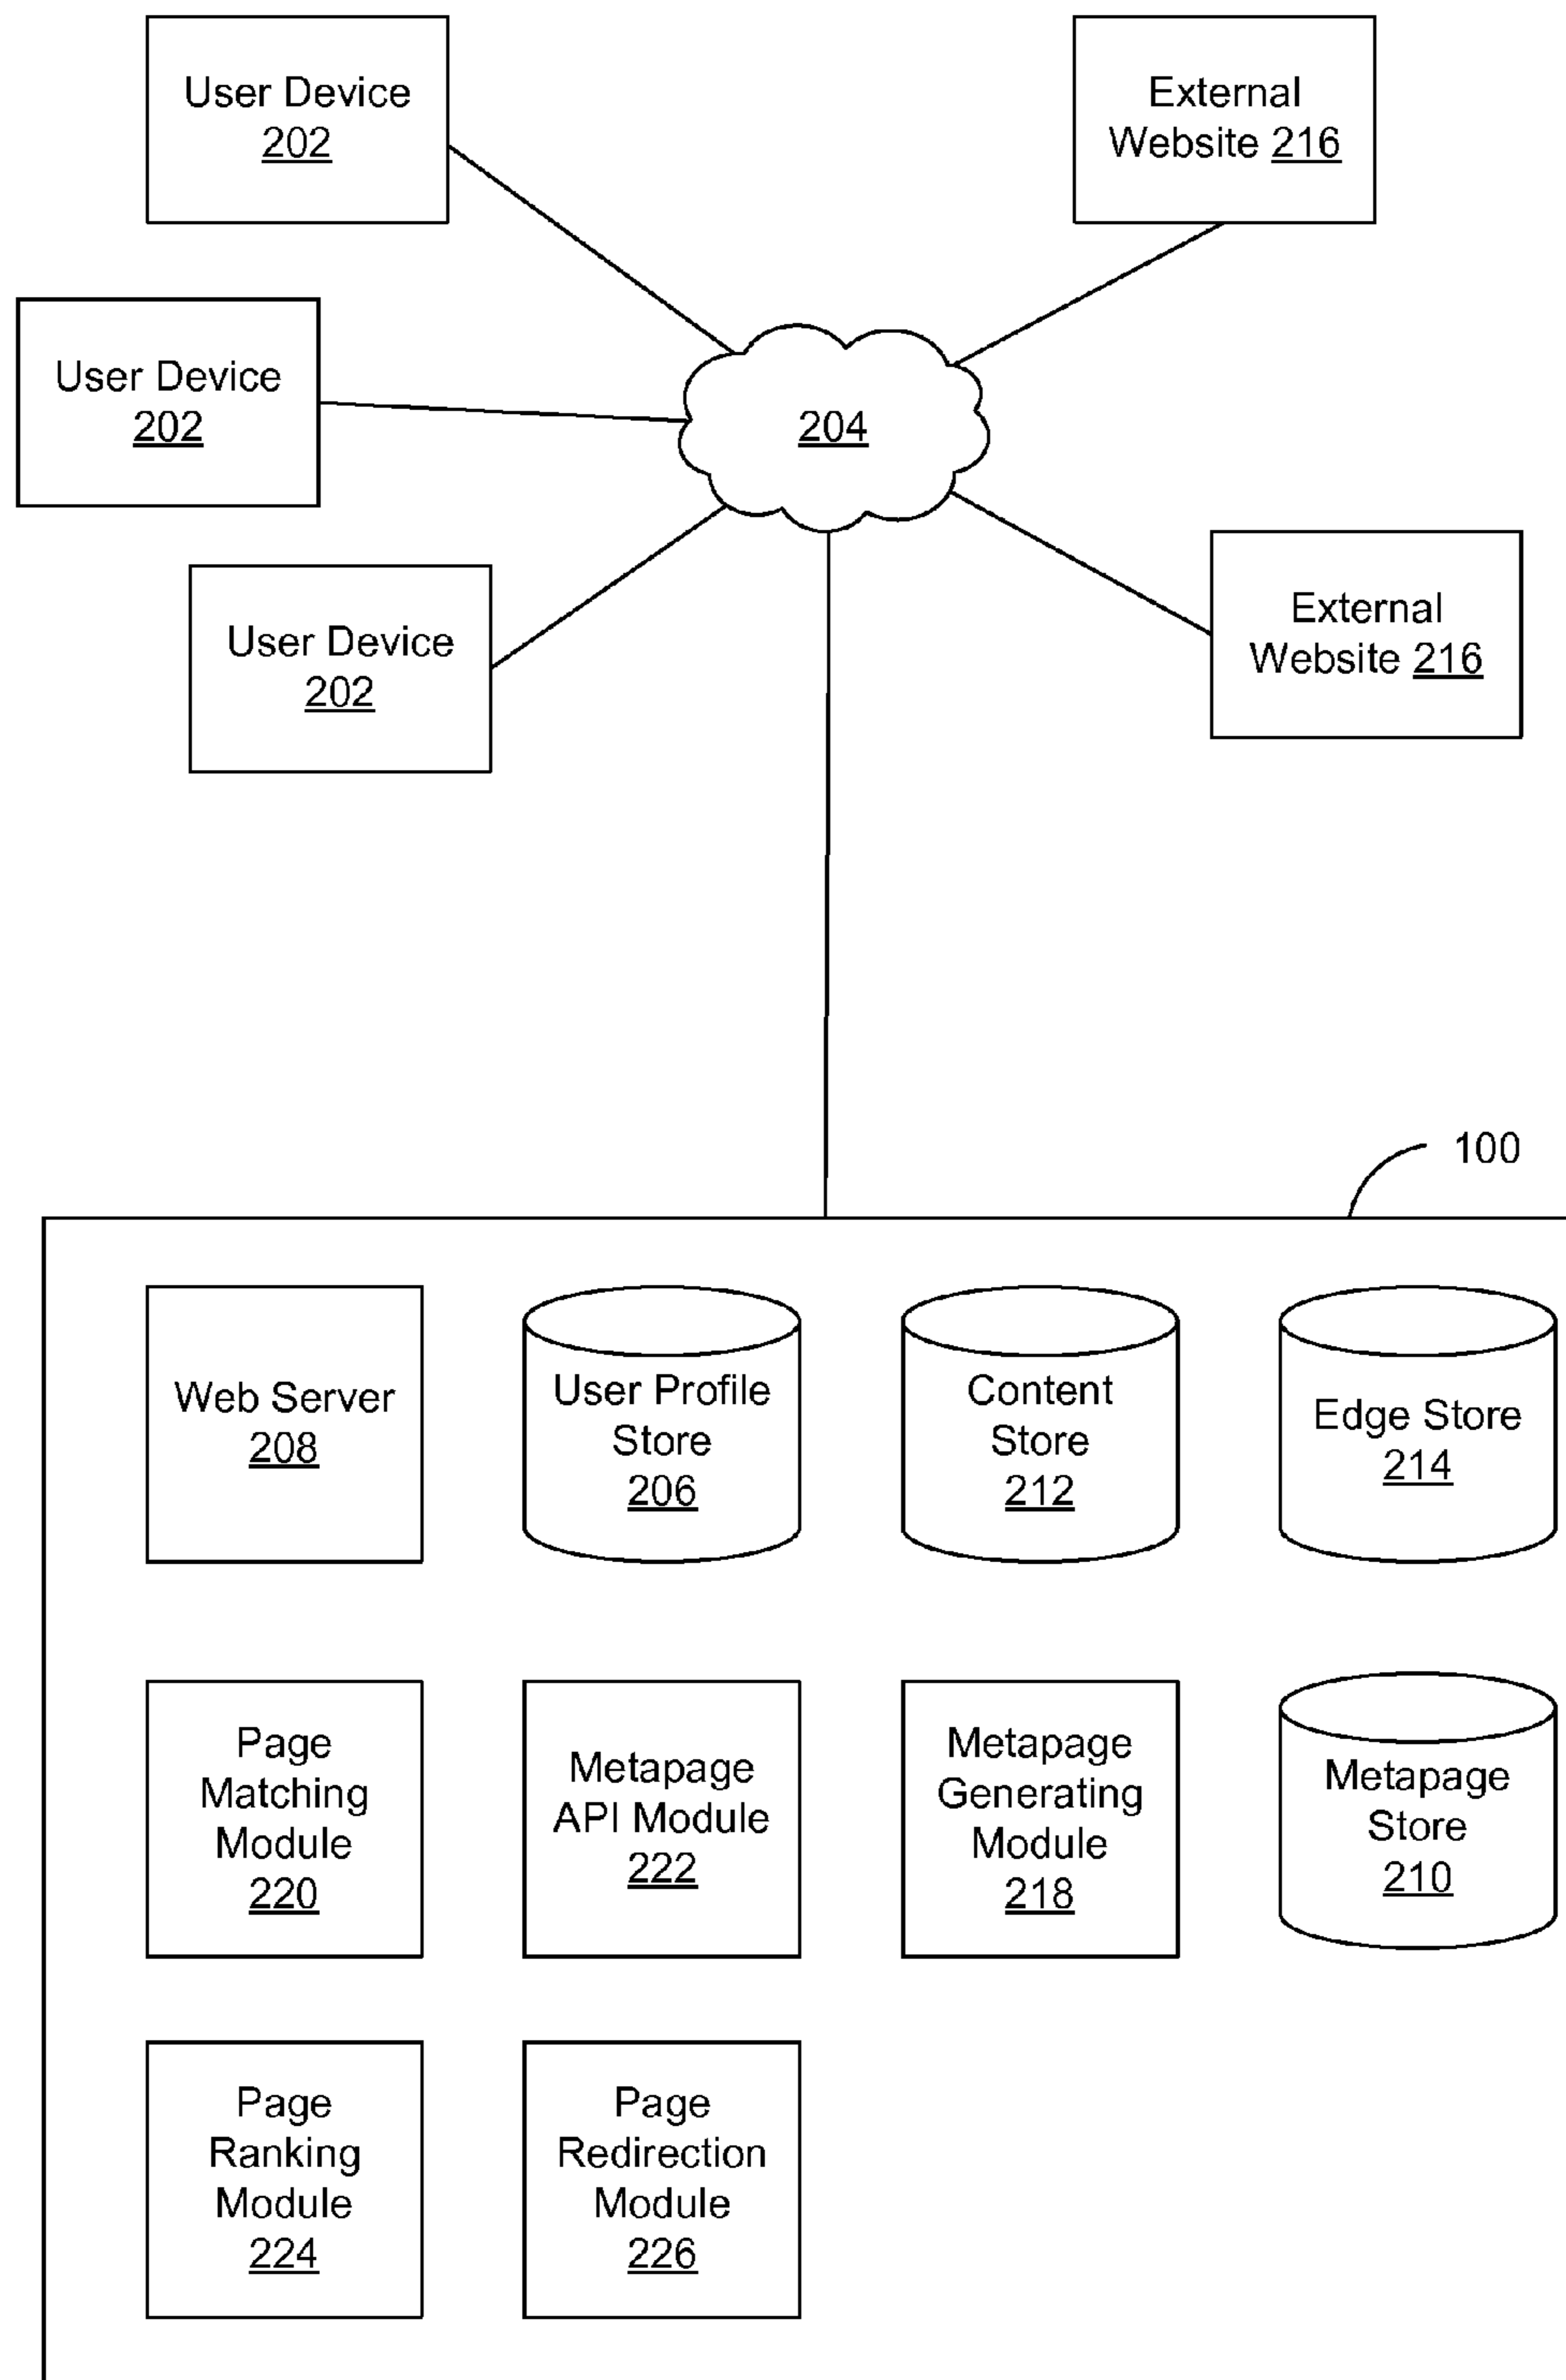 User Device
202
External
Website 216
User Device
202
204
User Device
202
External
Website 216
100
Web Server
208
User Profile
Store
206
Content
Store
212
Edge Store
214
Page
Matching
Module
220
Metapage
API Module
222
Metapage
Generating
Module
218
Metapage
Store
210
Page
Ranking
Module
224
Page
Redirection
Module
226